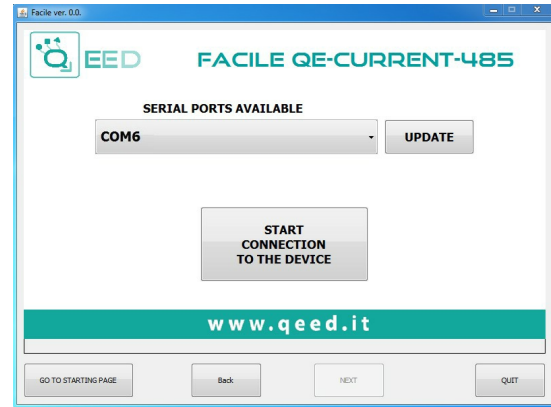 Facile ver. 0.0.
QEED FACILE QE-CURRENT-485
SERIAL PORTS AVAILABLE
COM6 UPDATE
START
CONNECTION
TO THE DEVICE
www.qeed.it
GO TO STARTING PAGE Back NEXT QUIT